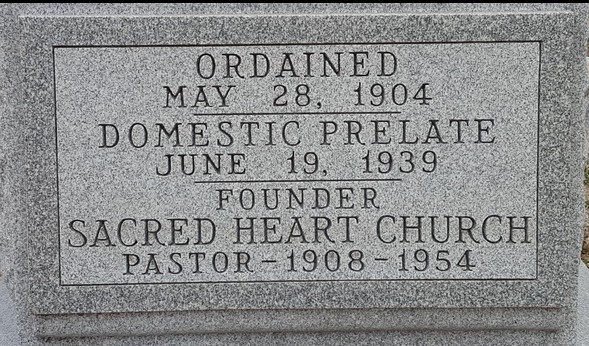 ORDAINED
MAY 28, 1904
DOMESTIC PRELATE
JUNE 19, 1939
FOUNDER
SACRED HEART CHURCH
PASTOR-1908-1954